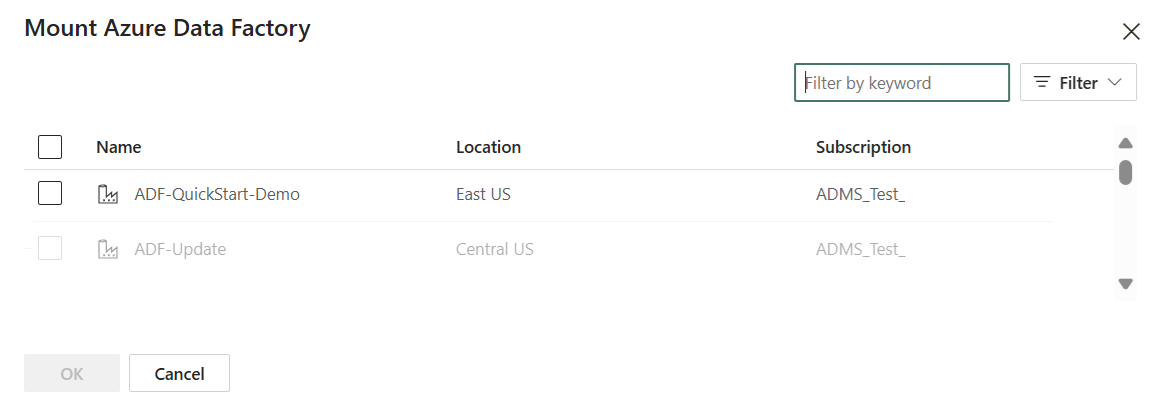 Mount Azure Data Factory
Filter by keyword
Filter
Name Location Subscription
ADF-QuickStart-Demo East US ADMS_Test_
ADF-Update Central US ADMS_Test_
OK Cancel